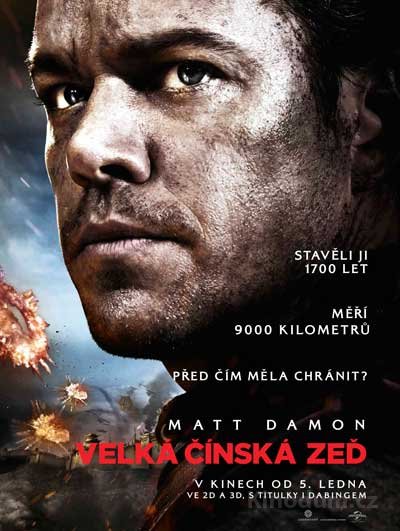 STAVĚLI JI
1700 LET
MĚŘÍ
9000 KILOMETRŮ
PŘED ČÍM MĚLA CHRÁNIT?
MATT DAMON
VELKÁ ČÍNSKÁ ZEĎ
V KINECH OD 5. LEDNA
VE 2D A 3D, S TITULKY I DABINGEM